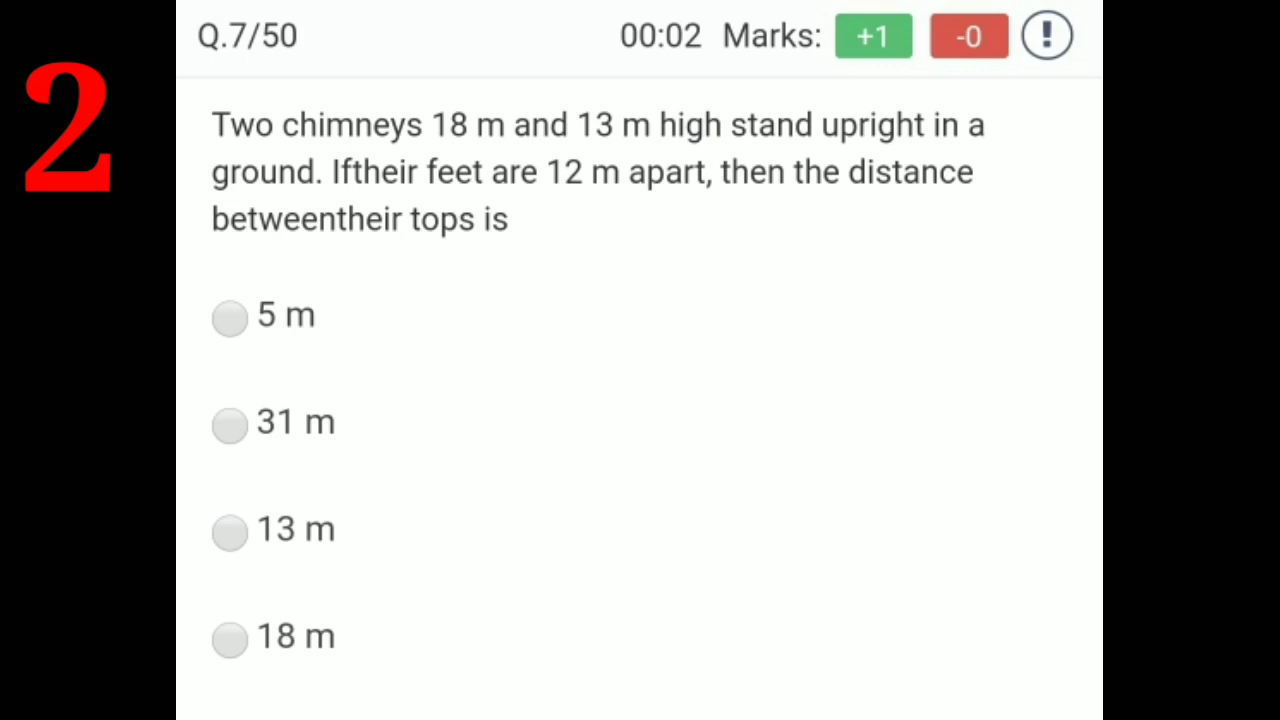 2
Q.7/50 00:02 Marks: +1 -0 !
Two chimneys 18 m and 13 m high stand upright in a
ground. Iftheir feet are 12 m apart, then the distance
betweentheir tops is
5 m
31 m
13 m
18 m